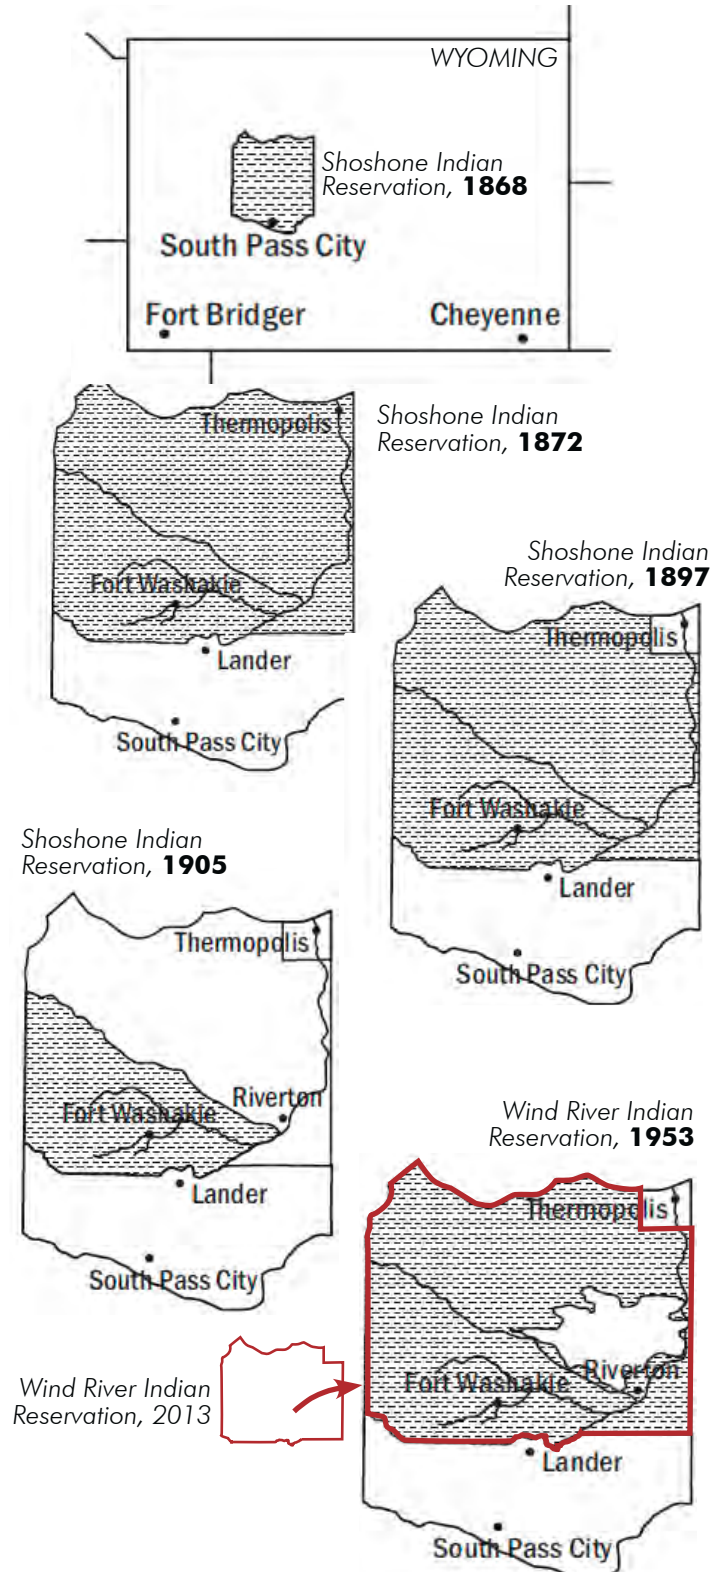 WYOMING
Shoshone Indian
Reservation, 1868
South Pass City
Fort Bridger
Cheyenne
Thermopolis
Shoshone Indian
Reservation, 1872
Fort Washakie
Lander
South Pass City
Shoshone Indian
Reservation, 1897
Thermopolis
Fort Washakie
Lander
South Pass City
Shoshone Indian
Reservation, 1905
Thermopolis
Riverton
Fort Washakie
Lander
South Pass City
Wind River Indian
Reservation, 1953
Thermopolis
Riverton
Fort Washakie
Lander
South Pass City
Wind River Indian
Reservation, 2013